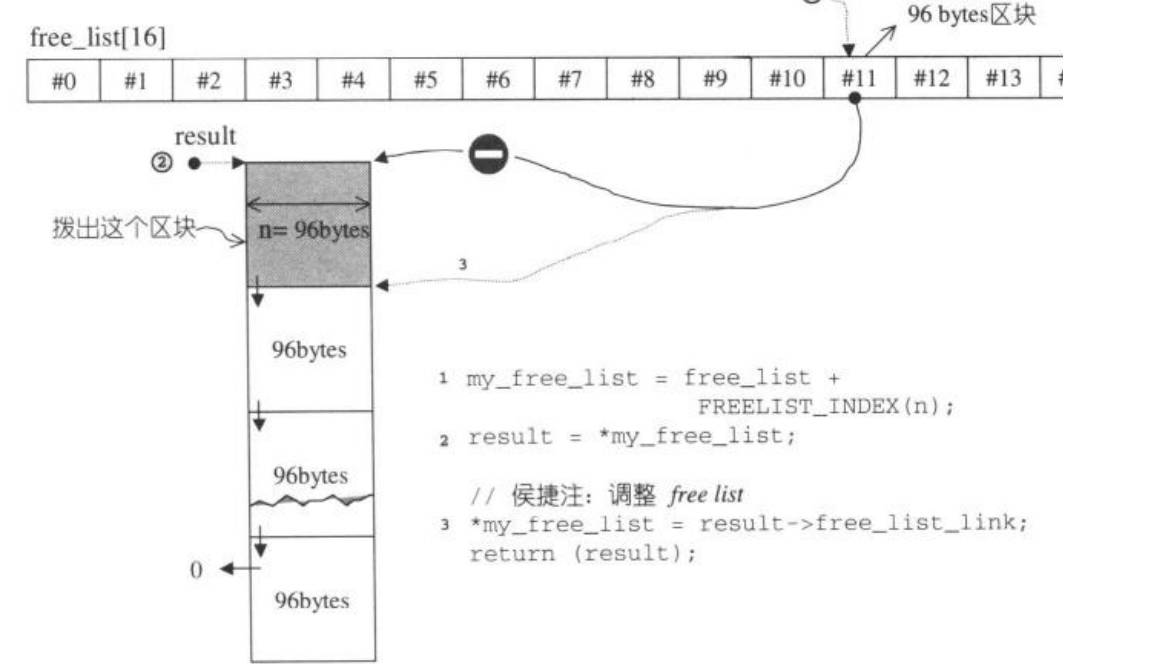 96 bytes区块
free_list[16]
#0 #1 #2 #3 #4 #5 #6 #7 #8 #9 #10 #11 #12 #13
result
②
拨出这个区块
n= 96bytes
3
96bytes
1 my_free_list = free_list +
FREELIST_INDEX(n);
2 result = *my_free_list;
96bytes
// 侯捷注：调整 free list
3 *my_free_list = result->free_list_link;
return (result);
0
96bytes